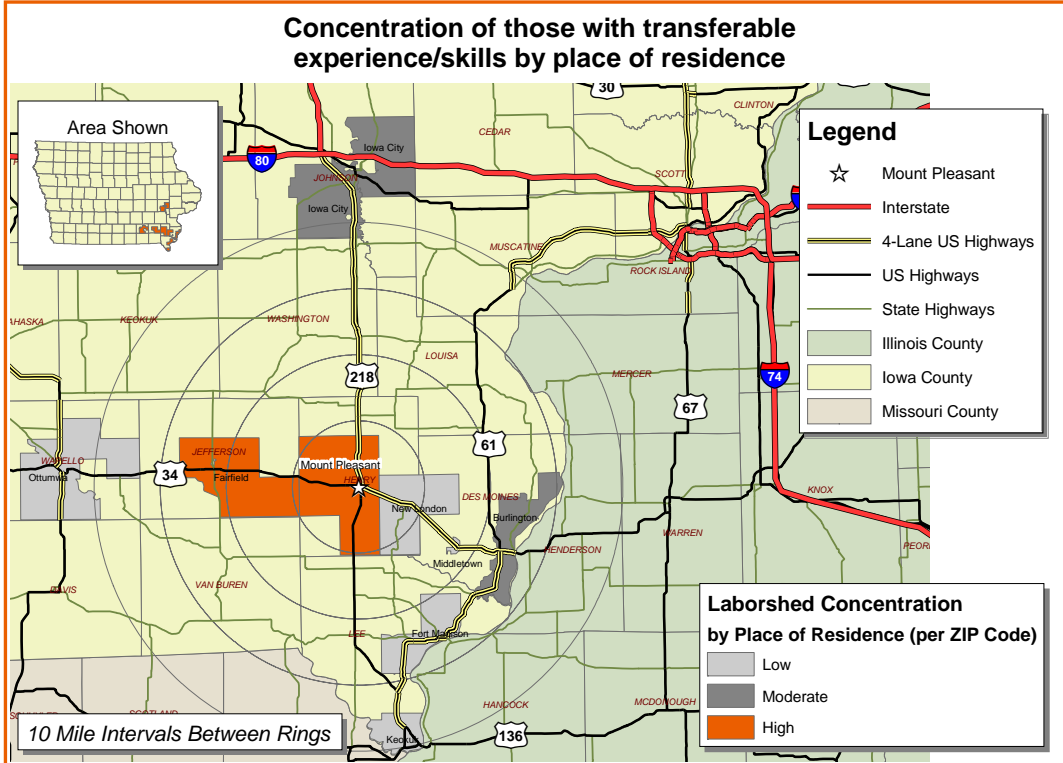 Concentration of those with transferable
experience/skills by place of residence
Area Shown
30
CLINTON
CEDAR
Iowa City
80
JOHNSON
SCOTT
Iowa City
MUSCATINE
ROCK ISLAND
Legend
Mount Pleasant
Interstate
4-Lane US Highways
US Highways
State Highways
Illinois County
Iowa County
Missouri County
AHASKA
KEOKUK
WASHINGTON
LOUISA
218
MERCER
74
67
61
JEFFERSON
WAPELLO
Ottumwa
34
Fairfield
Mount Pleasant
HENRY
New London
DES MOINES
Burlington
KNOX
WARREN
HENDERSON
PEORI
Middletown
VAN BUREN
DAVIS
LEE
Fort Madison
HANCOCK
MCDONOUGH
SCOTLAND
Keokuk
136
10 Mile Intervals Between Rings
Laborshed Concentration
by Place of Residence (per ZIP Code)
Low
Moderate
High